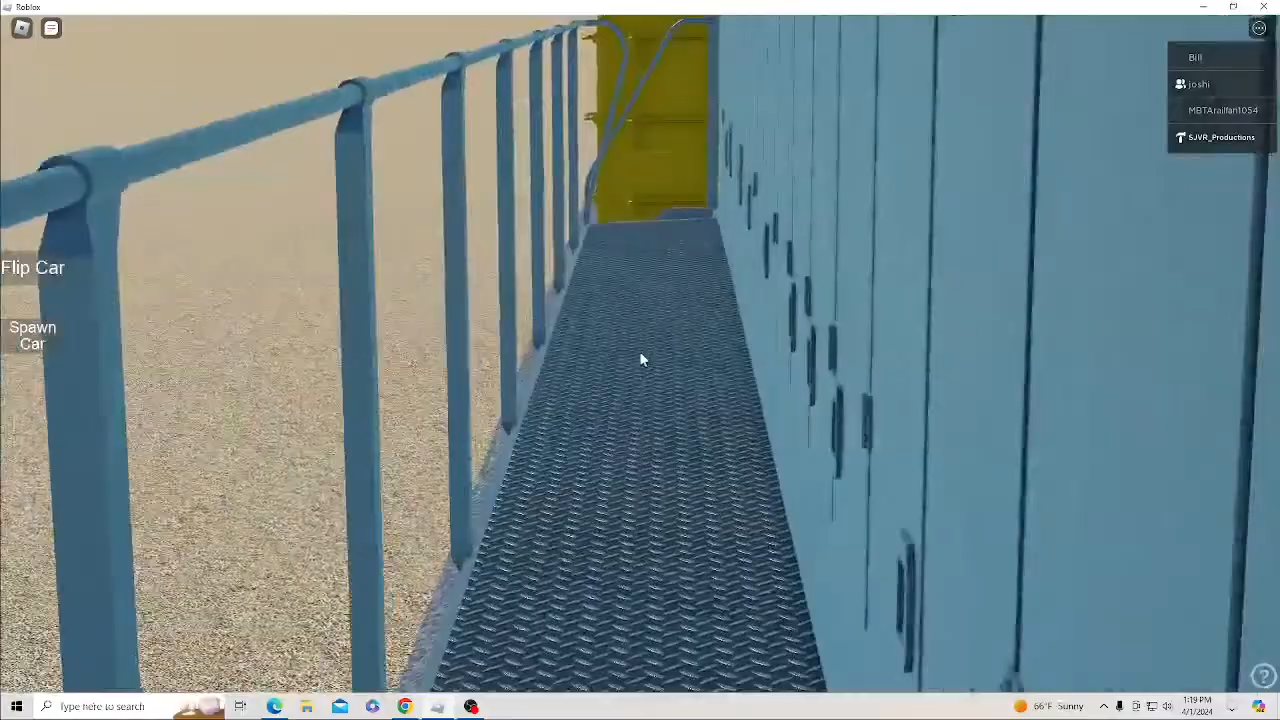 Roblox
Bill
joshi
MBTArailfan1054
SJVR_Productions
Flip Car
Spawn
Car
Type here to search
66°F Sunny
1:19 PM
4/1/2024